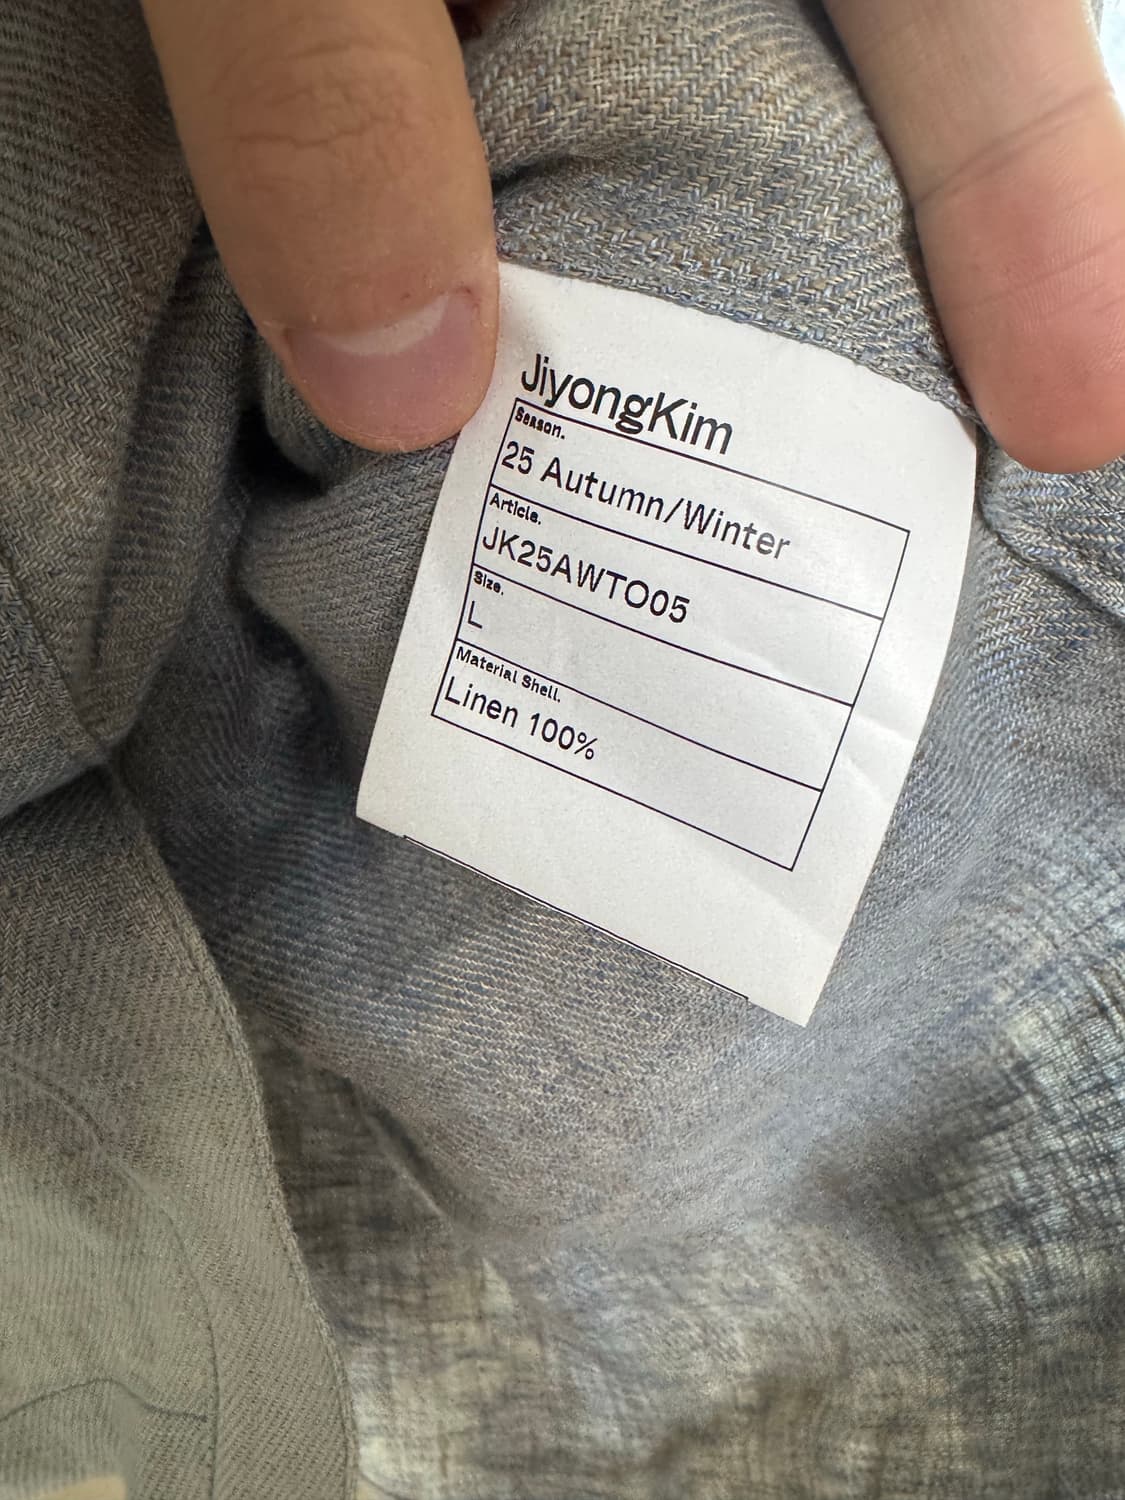 JiyongKim
Season.
25 Autumn/Winter
Article.
JK25AWTO05
Size.
L
Material Shell.
Linen 100%